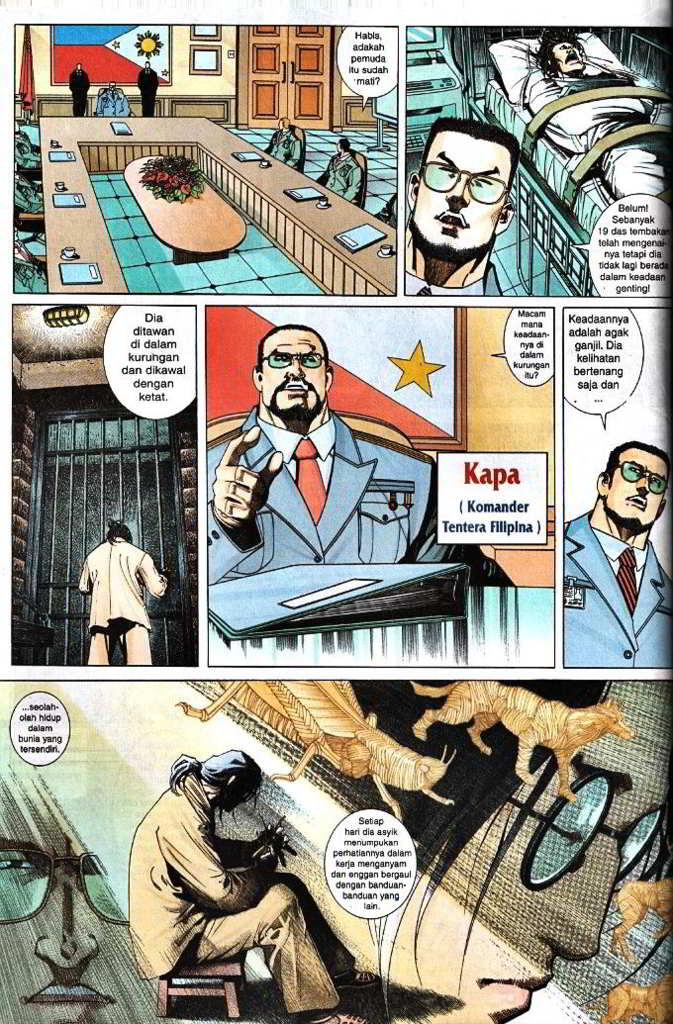 Habis,
adakah
pemuda
itu sudah
mati?
Belum!
Sebanyak
19 das tembakan
telah mengenai-
nya tetapi dia
tidak lagi berada
dalam keadaan
genting!
Dia
ditawan
di dalam
kurungan
dan dikawal
dengan
ketat.
Macam
mana
keadaan-
nya di
dalam
kurungan
itu?
Kapa
( Komander
Tentera Filipina )
Keadaannya
adalah agak
ganjil. Dia
kelihatan
bertenang
saja dan
...
...seolah-
olah hidup
dalam
bunia yang
tersendiri.
Setiap
hari dia asyik
menumpukan
perhatiannya dalam
kerja menganyam
dan enggan bergaul
dengan banduan-
banduan yang
lain.